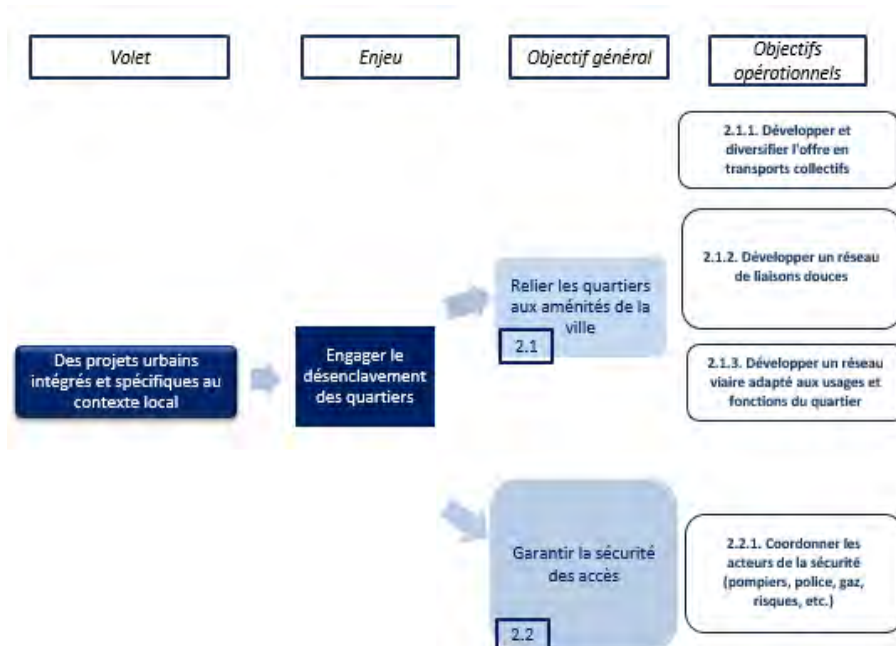 Volet
Enjeu
Objectif général
Objectifs
opérationnels
2.1.1. Développer et
diversifier l'offre en
transports collectifs
2.1.2. Développer un réseau
de liaisons douces
Relier les quartiers
aux aménités de la
ville
2.1
Des projets urbains
intégrés et spécifiques au
contexte local
Engager le
désenclavement
des quartiers
2.1.3. Développer un réseau
viaire adapté aux usages et
fonctions du quartier
Garantir la sécurité
des accès
2.2
2.2.1. Coordonner les
acteurs de la sécurité
(pompiers, police, gaz,
risques, etc.)